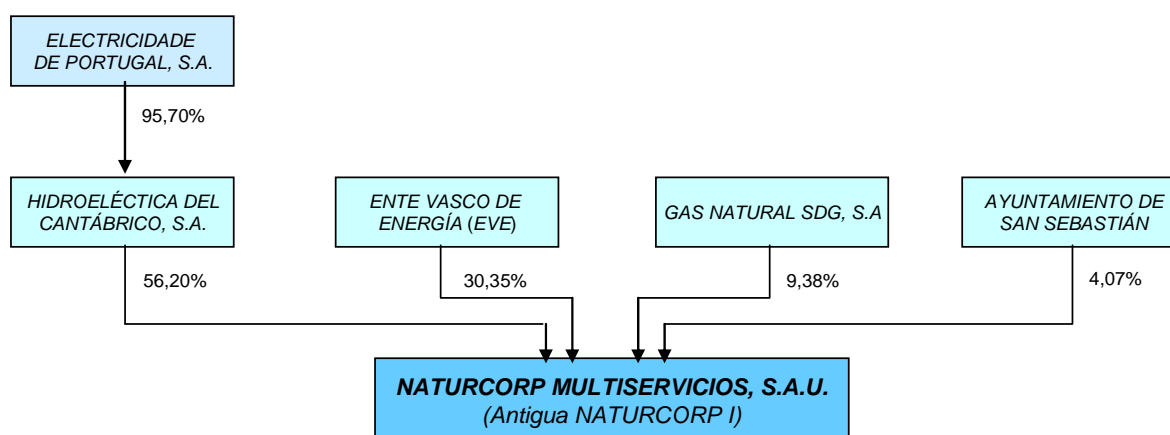 ELECTRICIDADE
DE PORTUGAL, S.A.
95,70%
HIDROELÉCTICA DEL
CANTÁBRICO, S.A.
ENTE VASCO DE
ENERGÍA (EVE)
GAS NATURAL SDG, S.A
AYUNTAMIENTO DE
SAN SEBASTIÁN
56,20%
30,35%
9,38%
4,07%
NATURCORP MULTISERVICIOS, S.A.U.
(Antigua NATURCORP I)